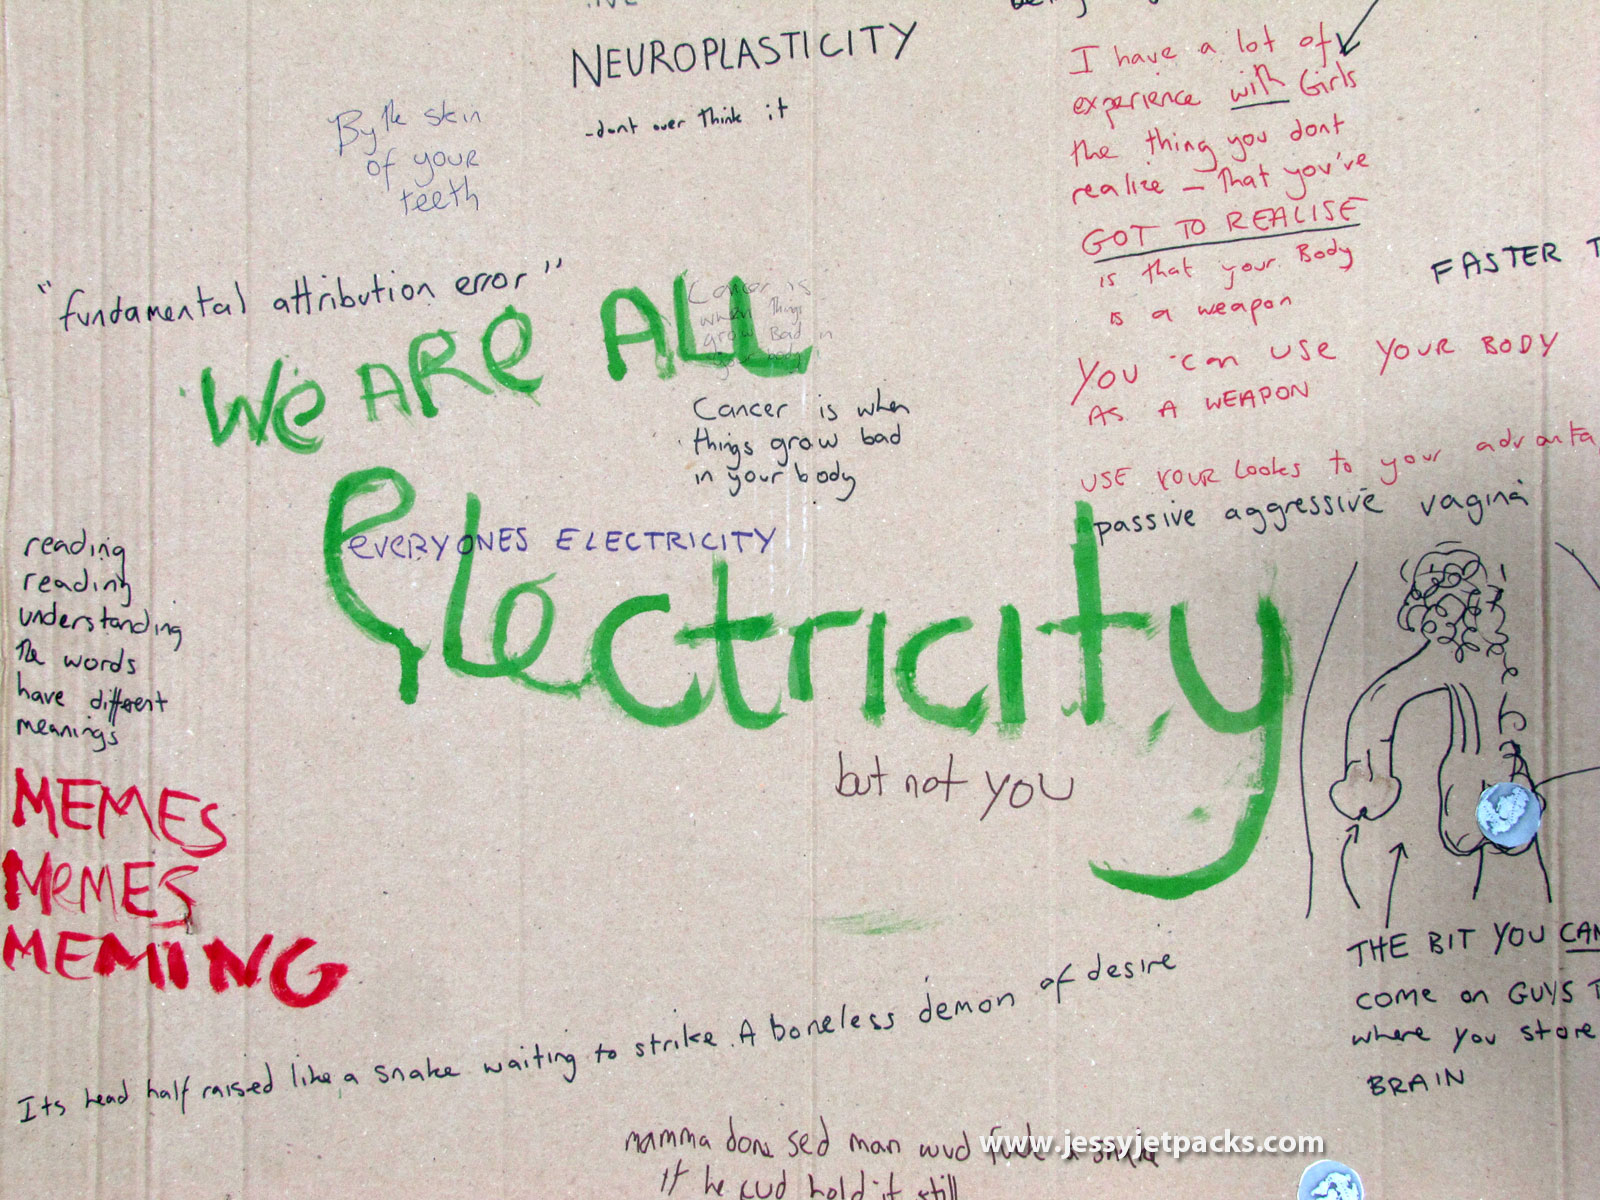 NEUROPLASTICITY
-dont over think it
By the skin
of your
teeth
"fundamental attribution error"
WE ARE ALL
Electricity
Cancer is
when things
grow Bad in
your body
Cancer is when
things grow bad
in your body
EVERYONES ELECTRICITY
but not YOU
I have a lot of
experience with Girls
the thing you dont
realize - that you've
GOT TO REALISE
is that your Body
is a weapon
YOU can USE YOUR BODY
AS A WEAPON
USE YOUR Looks to your advanta
FASTER T
passive aggressive vagina
reading
reading
understanding
the words
have different
meanings
MEMES
MEMES
MEMING
THE BIT YOU CAN
COME on GUYS T
where you store
BRAIN
Its head half raised like a snake waiting to strike. A boneless demon of desire
mamma done sed man wud a snake
if he cud hold it still
www.jessyjetpacks.com